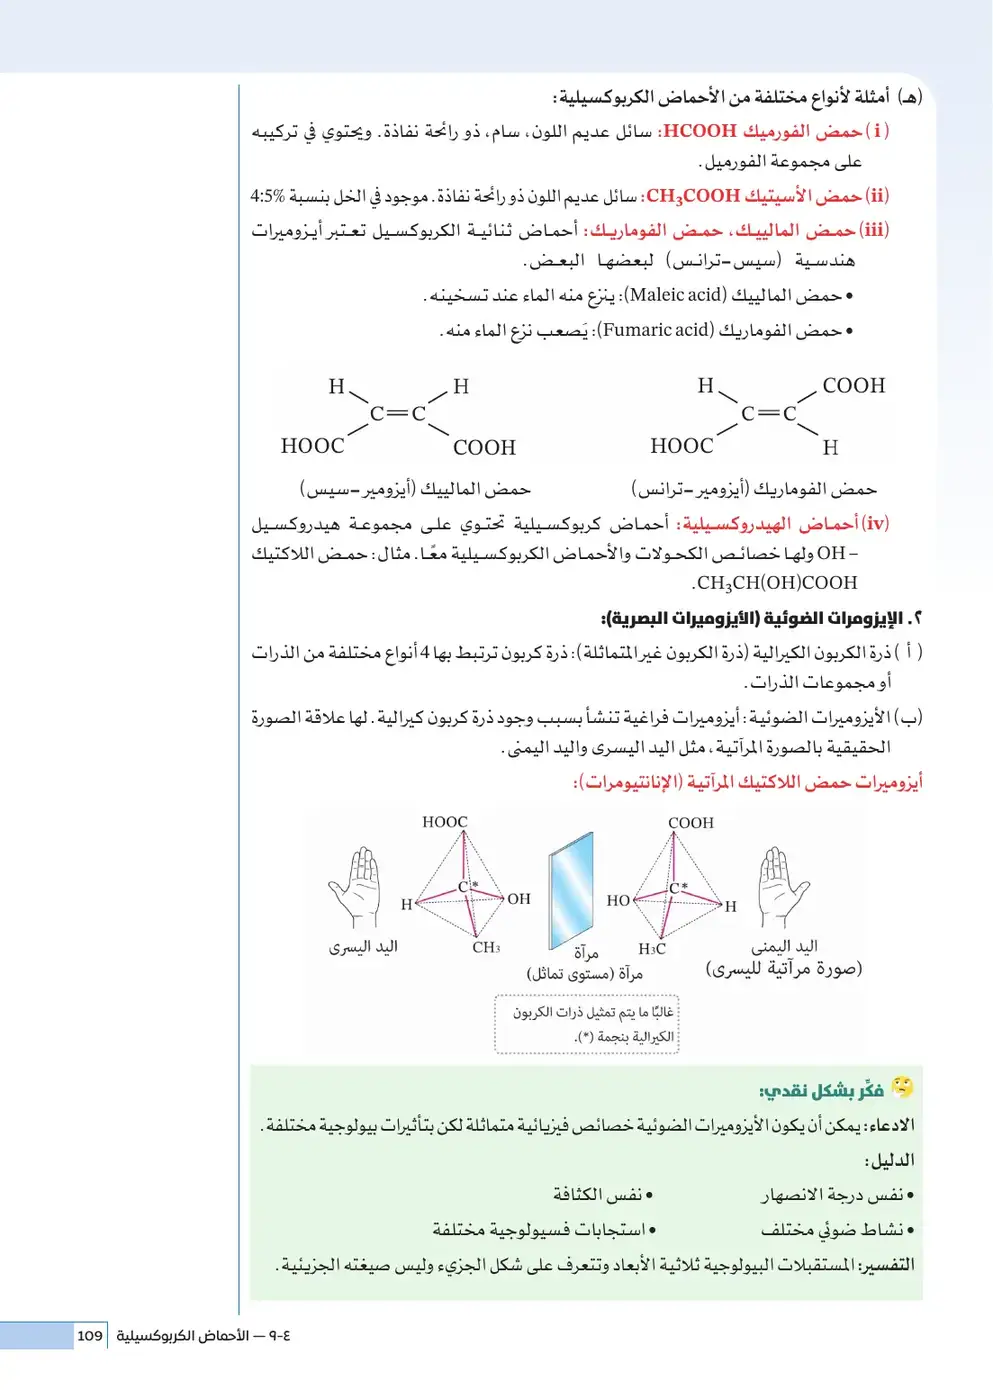 (هـ) أمثلة لأنواع مختلفة من الأحماض الكربوكسيلية:
(i) حمض الفورميك HCOOH: سائل عديم اللون، سام، ذو رائحة نفاذة. ويحتوي في تركيبه
على مجموعة الفورميل.
(ii) حمض الأسيتيك CH₃COOH: سائل عديم اللون ذو رائحة نفاذة. موجود في الخل بنسبة 4:5%
(iii) حمض الماليیك، حمض الفوماريك: أحماض ثنائية الكربوكسيل تعتبر أيزوميرات
هندسية (سيس-ترانس) لبعضها البعض.
• حمض الماليیك (Maleic acid): ينزع منه الماء عند تسخينه.
• حمض الفوماريك (Fumaric acid): يَصعب نزع الماء منه.
H H H COOH
C=C C=C
HOOC COOH HOOC H
حمض الفوماريك (أيزومير -ترانس) حمض الماليیك (أيزومير -سيس)
(iv) أحماض الهيدروكسيلية: أحماض كربوكسيلية تحتوي على مجموعة هيدروكسيل
– OH ولها خصائص الكحولات والأحماض الكربوكسيلية معًا. مثال: حمض اللاكتيك
CH₃CH(OH)COOH.
٢. الإيزومرات الضوئية (الأيزوميرات البصرية):
(أ) ذرة الكربون الكيرالية (ذرة الكربون غير المتماثلة): ذرة كربون ترتبط بها 4 أنواع مختلفة من الذرات
أو مجموعات الذرات.
(ب) الأيزوميرات الضوئية: أيزوميرات فراغية تنشأ بسبب وجود ذرة كربون كيرالية. لها علاقة الصورة
الحقيقية بالصورة المرآتية، مثل اليد اليسرى واليد اليمنى.
أيزوميرات حمض اللاكتيك المرآتية (الإنانتيومرات):
HOOC COOH
C * C *
H OH HO H
CH₃ H₃C
اليد اليمنى مرآة اليد اليسرى
(صورة مرآتية لليسرى) مرآة (مستوى تماثل)
غالبًا ما يتم تمثيل ذرات الكربون
الكيرالية بنجمة (*).
فكِّر بشكل نقدي:
الادعاء: يمكن أن يكون الأيزوميرات الضوئية خصائص فيزيائية متماثلة لكن بتأثيرات بيولوجية مختلفة.
الدليل:
• نفس درجة الانصهار • نفس الكثافة
• نشاط ضوئي مختلف • استجابات فسيولوجية مختلفة
التفسير: المستقبلات البيولوجية ثلاثية الأبعاد وتتعرف على شكل الجزيء وليس صيغته الجزيئية.
٤-٩ — الأحماض الكربوكسيلية 109